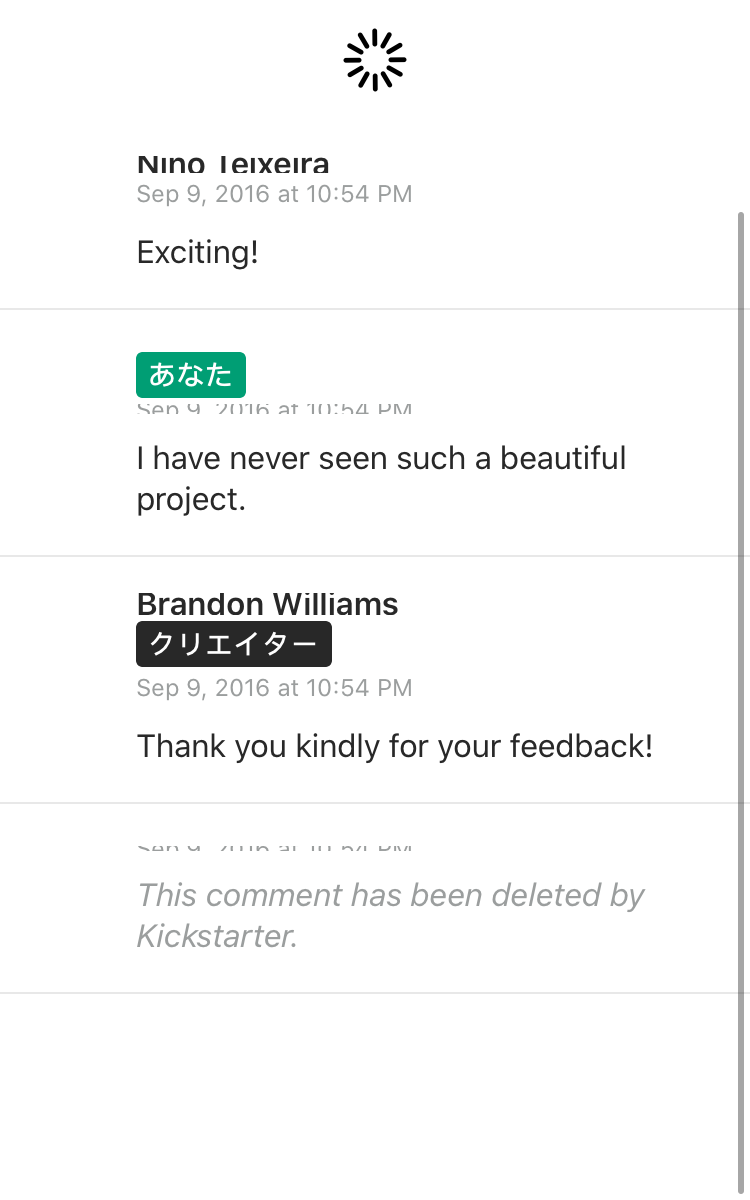 Nino Teixeira
Sep 9, 2016 at 10:54 PM
Exciting!
あなた
Sep 9, 2016 at 10:54 PM
I have never seen such a beautiful
project.
Brandon Williams
クリエイター
Sep 9, 2016 at 10:54 PM
Thank you kindly for your feedback!
Sep 9, 2016 at 10:54 PM
This comment has been deleted by
Kickstarter.